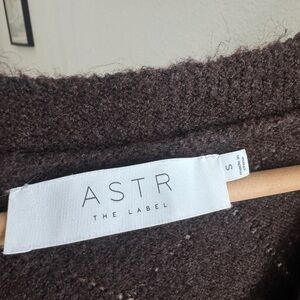 ASTR
THE LABEL
S